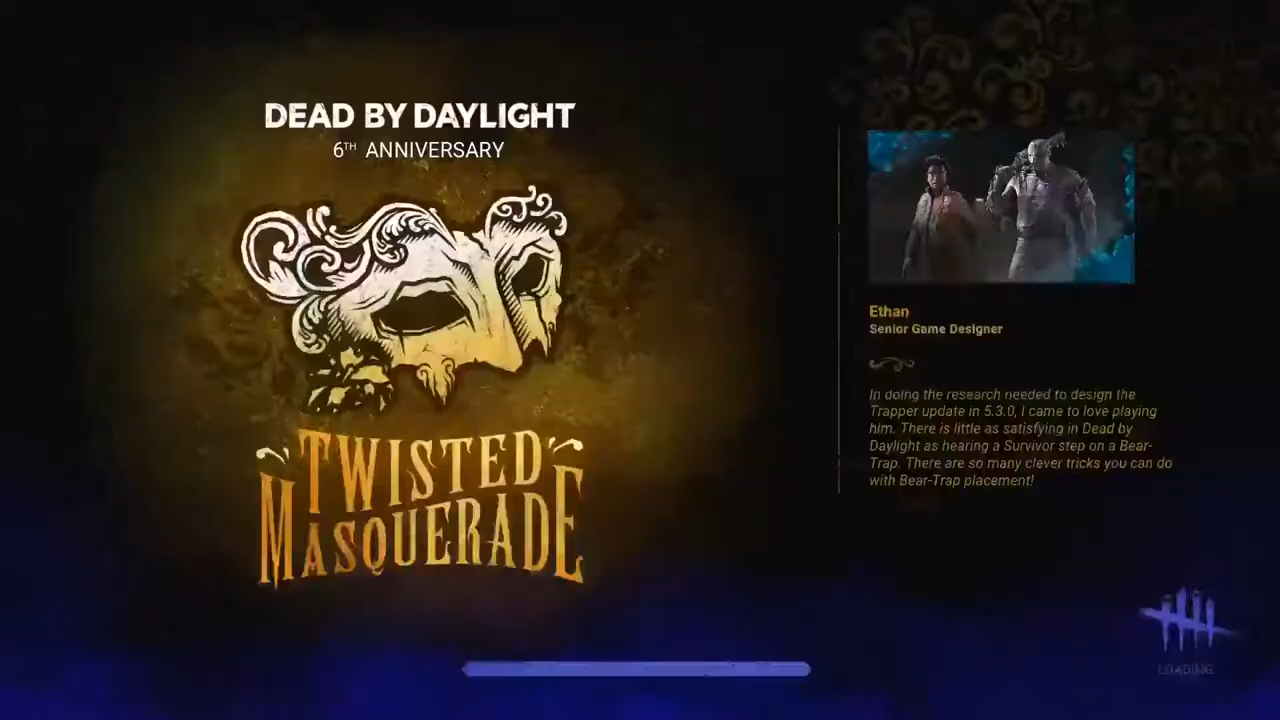 DEAD BY DAYLIGHT
6TH ANNIVERSARY
TWISTED
MASQUERADE
Ethan
Senior Game Designer
In doing the research needed to design the
Trapper update in 5.3.0, I came to love playing
him. There is little as satisfying in Dead by
Daylight as hearing a Survivor step on a Bear-
Trap. There are so many clever tricks you can do
with Bear-Trap placement!
LOADING